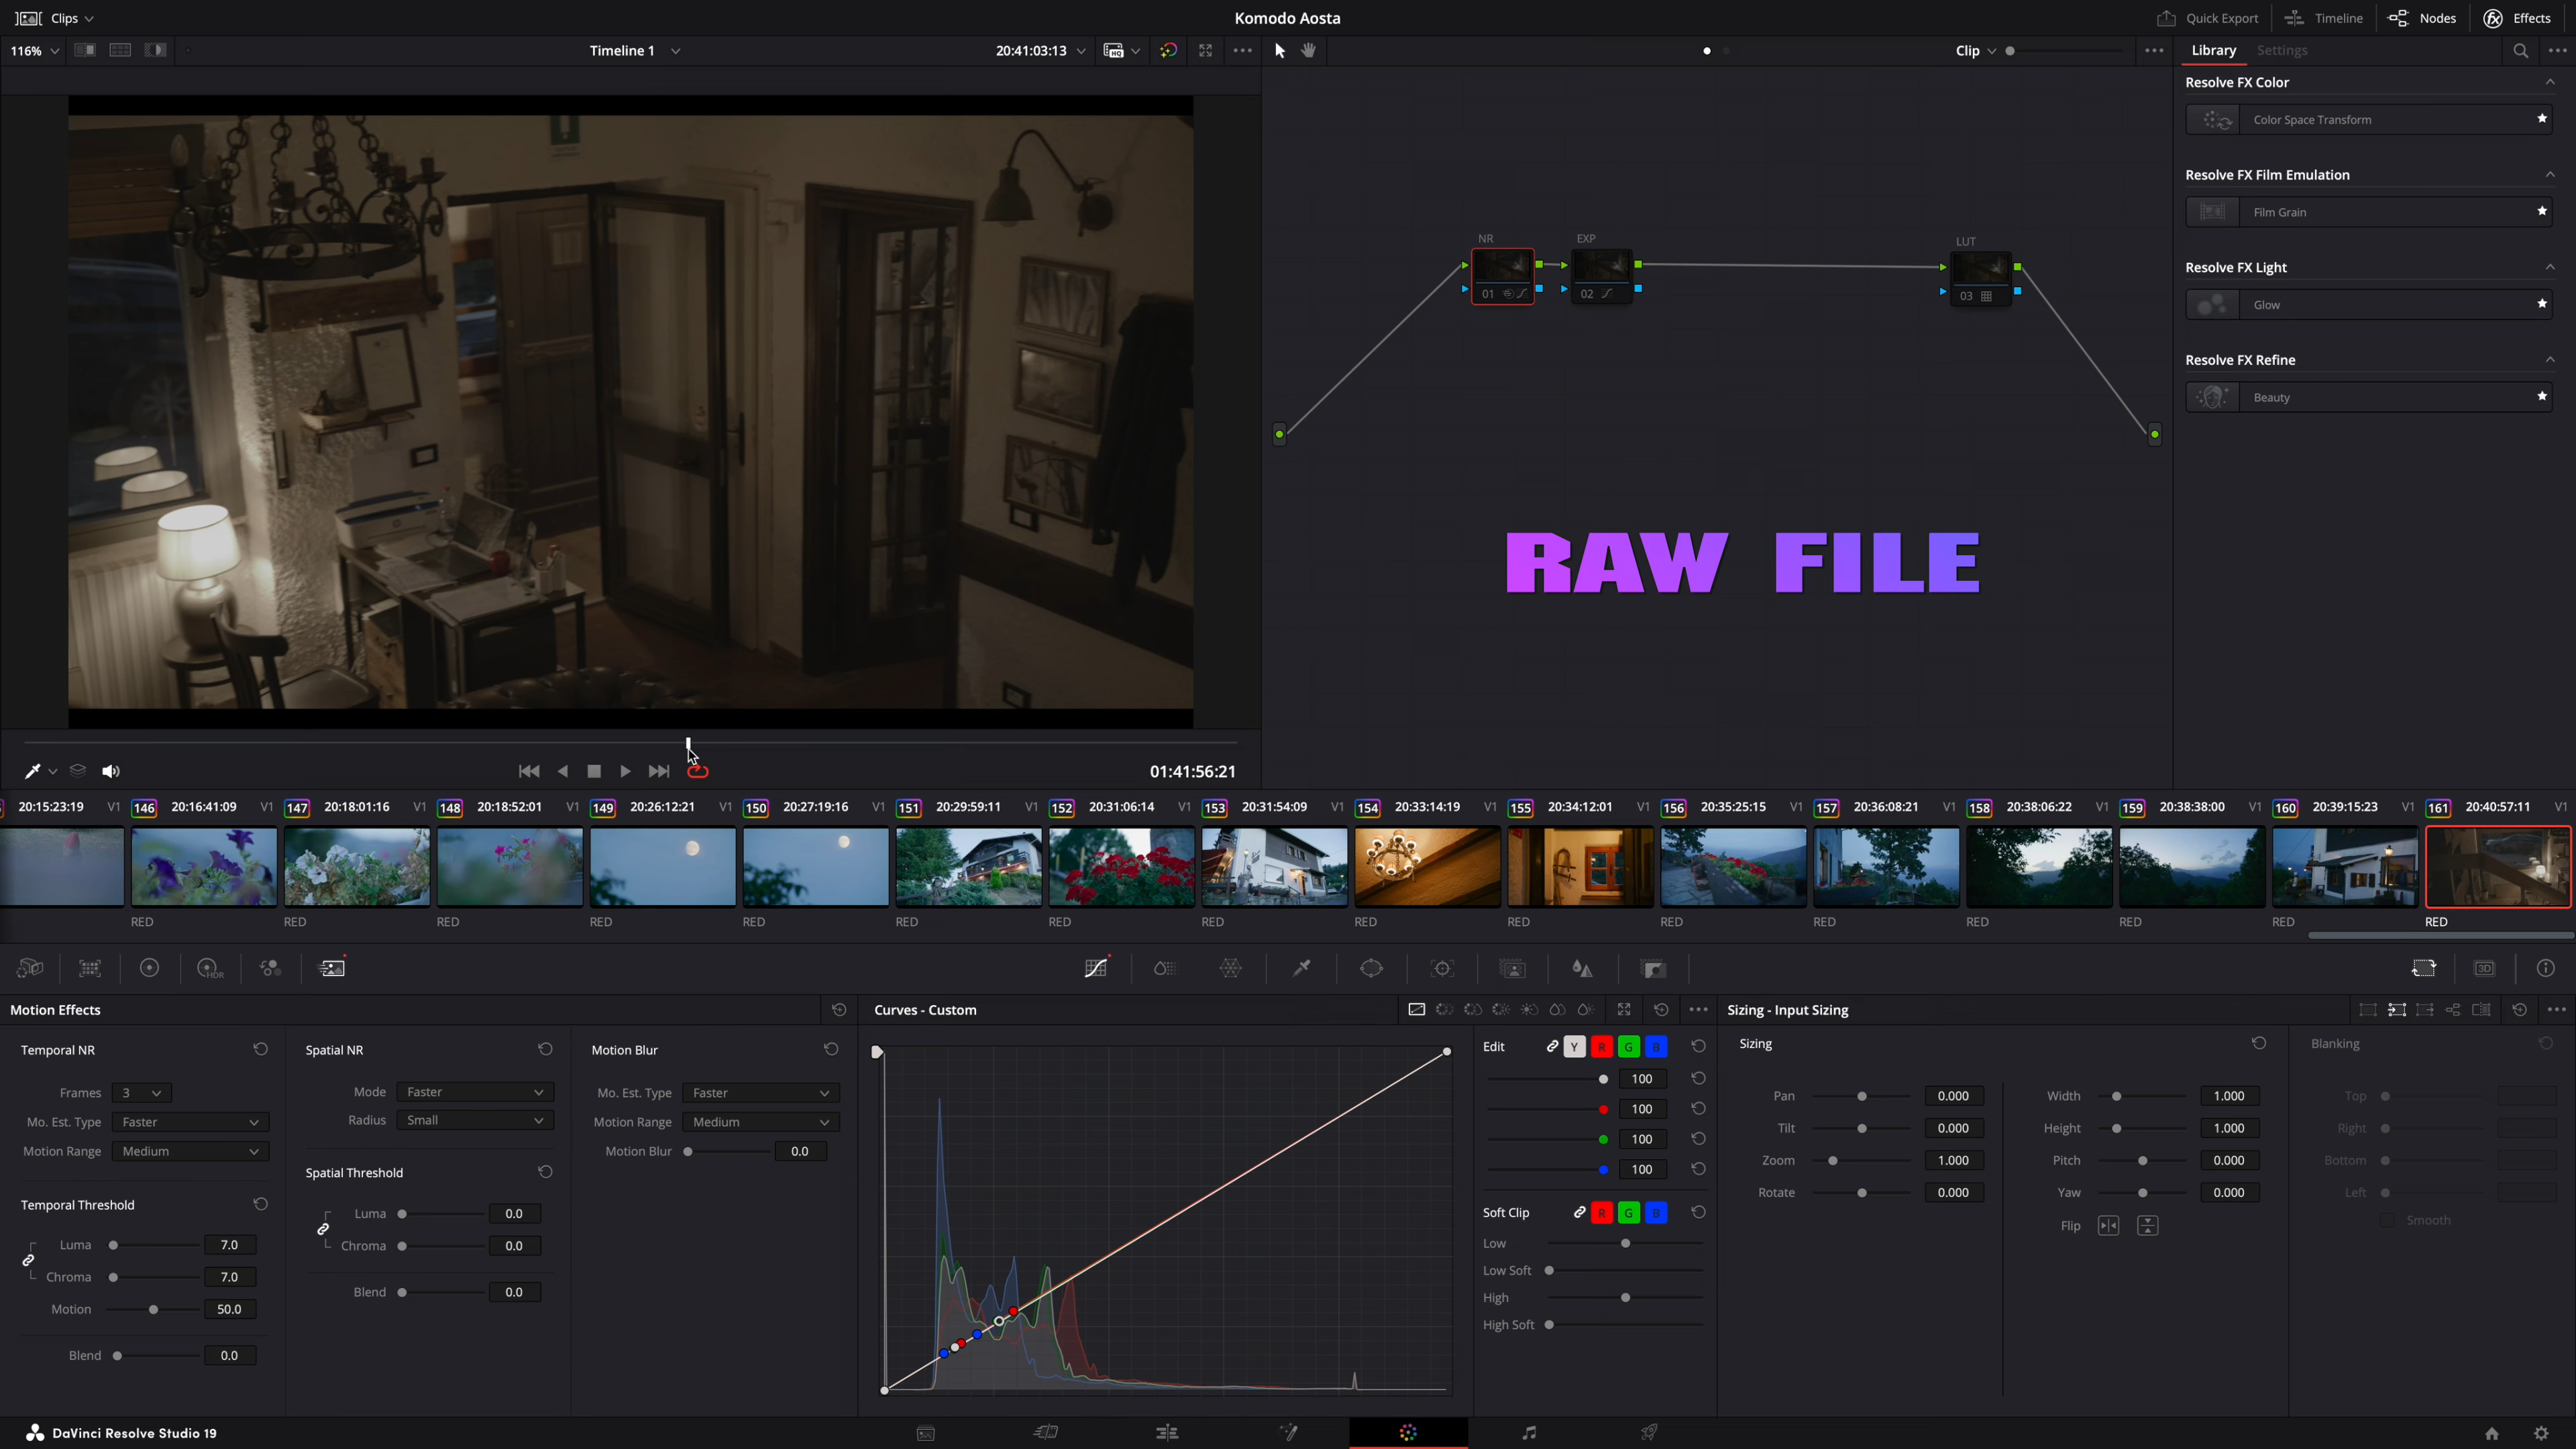 Clips
Komodo Aosta
Quick Export
Timeline
Nodes
Effects
116%
Timeline 1
20:41:03:13
Clip
Library
Settings
Resolve FX Color
Color Space Transform
Resolve FX Film Emulation
Film Grain
Resolve FX Light
Glow
Resolve FX Refine
Beauty
NR
01
EXP
02
LUT
03
RAW FILE
01:41:56:21
20:15:23:19 V1
146 20:16:41:09 V1
147 20:18:01:16 V1
148 20:18:52:01 V1
149 20:26:12:21 V1
150 20:27:19:16 V1
151 20:29:59:11 V1
152 20:31:06:14 V1
153 20:31:54:09 V1
154 20:33:14:19 V1
155 20:34:12:01 V1
156 20:35:25:15 V1
157 20:36:08:21 V1
158 20:38:06:22 V1
159 20:38:38:00 V1
160 20:39:15:23 V1
161 20:40:57:11 V1
RED RED RED RED RED RED RED RED RED RED RED RED RED RED RED RED
HDR
3D
Motion Effects
Temporal NR
Frames 3
Mo. Est. Type Faster
Motion Range Medium
Temporal Threshold
Luma 7.0
Chroma 7.0
Motion 50.0
Blend 0.0
Spatial NR
Mode Faster
Radius Small
Spatial Threshold
Luma 0.0
Chroma 0.0
Blend 0.0
Motion Blur
Mo. Est. Type Faster
Motion Range Medium
Motion Blur 0.0
Curves - Custom
Edit Y R G B
100
100
100
100
Soft Clip R G B
Low
Low Soft
High
High Soft
Sizing - Input Sizing
Sizing
Pan 0.000
Tilt 0.000
Zoom 1.000
Rotate 0.000
Width 1.000
Height 1.000
Pitch 0.000
Yaw 0.000
Flip
Blanking
Top
Right
Bottom
Left
Smooth
DaVinci Resolve Studio 19